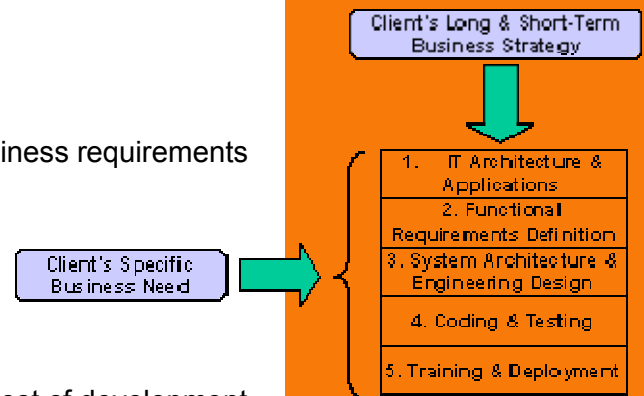 Client's Long & Short-Term
Business Strategy
iness requirements
1. IT Architecture &
Applications
2. Functional
Requirements Definition
Client's Specific
Business Need
3. System Architecture &
Engineering Design
4. Coding & Testing
5. Training & Deployment
of development